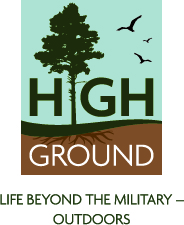 HIGH
GROUND
LIFE BEYOND THE MILITARY –
OUTDOORS